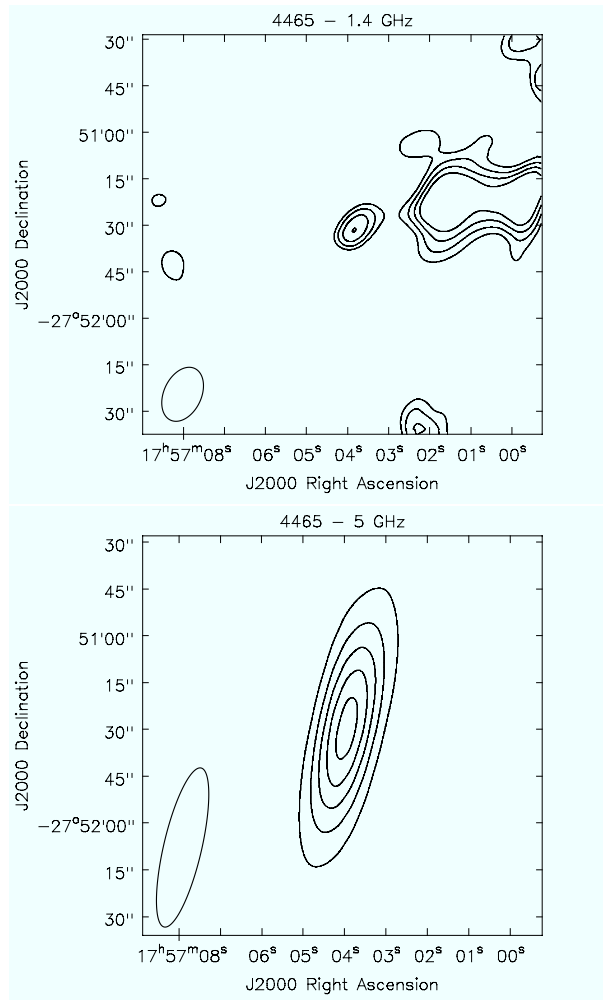 4465 − 1.4 GHz
30''
45''
51'00''
15''
30''
45''
−27°52'00''
15''
30''
J2000 Declination
17ʰ57ᵐ08ˢ 06ˢ 05ˢ 04ˢ 03ˢ 02ˢ 01ˢ 00ˢ
J2000 Right Ascension
4465 − 5 GHz
30''
45''
51'00''
15''
30''
45''
−27°52'00''
15''
30''
J2000 Declination
17ʰ57ᵐ08ˢ 06ˢ 05ˢ 04ˢ 03ˢ 02ˢ 01ˢ 00ˢ
J2000 Right Ascension